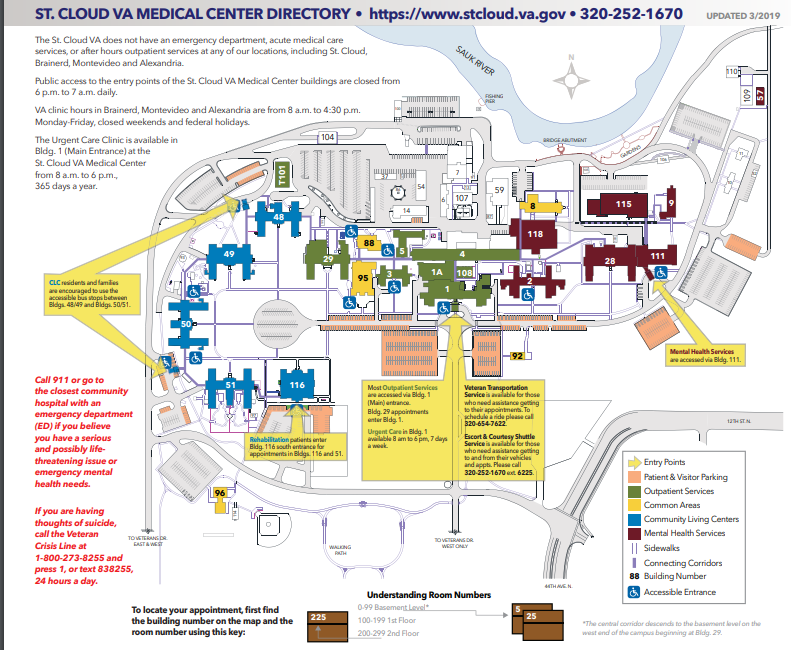 ST. CLOUD VA MEDICAL CENTER DIRECTORY • https://www.stcloud.va.gov • 320-252-1670
UPDATED 3/2019
The St. Cloud VA does not have an emergency department, acute medical care
services, or after hours outpatient services at any of our locations, including St. Cloud,
Brainerd, Montevideo and Alexandria.
Public access to the entry points of the St. Cloud VA Medical Center buildings are closed from
6 p.m. to 7 a.m. daily.
VA clinic hours in Brainerd, Montevideo and Alexandria are from 8 a.m. to 4:30 p.m.
Monday-Friday, closed weekends and federal holidays.
The Urgent Care Clinic is available in
Bldg. 1 (Main Entrance) at the
St. Cloud VA Medical Center
from 8 a.m. to 6 p.m.,
365 days a year.
SAUK RIVER
N
FISHING
PIER
BRIDGE ABUTMENT
GARDENS
110
109
57
104
T101
37
54
14
7
6
107
59
8
106
115
9
118
48
49
29
88
5
4
95
3
1A
108
1
2
28
111
50
51
116
92
96
CLC residents and families
are encouraged to use the
accessible bus stops between
Bldgs. 48/49 and Bldgs. 50/51.
Mental Health Services
are accessed via Bldg. 111.
Most Outpatient Services
are accessed via Bldg. 1
(Main) entrance.
Bldg. 29 appointments
enter Bldg. 1.
Urgent Care in Bldg. 1
available 8 am to 6 pm, 7 days
a week.
Veteran Transportation
Service is available for those
who need assistance getting
to their appointments. To
schedule a ride please call
320-654-7622.
Escort & Courtesy Shuttle
Service is available for those
who need assistance getting
to and from their vehicles
and appts. Please call
320-252-1670 ext. 6225.
Rehabilitation patients enter
Bldg. 116 south entrance for
appointments in Bldgs. 116 and 51.
Call 911 or go to
the closest community
hospital with an
emergency department
(ED) if you believe
you have a serious
and possibly life-
threatening issue or
emergency mental
health needs.
If you are having
thoughts of suicide,
call the Veteran
Crisis Line at
1-800-273-8255 and
press 1, or text 838255,
24 hours a day.
TO VETERANS DR.
EAST & WEST
WALKING
PATH
TO VETERANS DR.
WEST ONLY
12TH ST. N.
44TH AVE. N.
Entry Points
Patient & Visitor Parking
Outpatient Services
Common Areas
Community Living Centers
Mental Health Services
Sidewalks
Connecting Corridors
88 Building Number
Accessible Entrance
To locate your appointment, first find
the building number on the map and the
room number using this key:
Understanding Room Numbers
225
0-99 Basement Level*
100-199 1st Floor
200-299 2nd Floor
5
25
*The central corridor descends to the basement level on the
west end of the campus beginning at Bldg. 29.